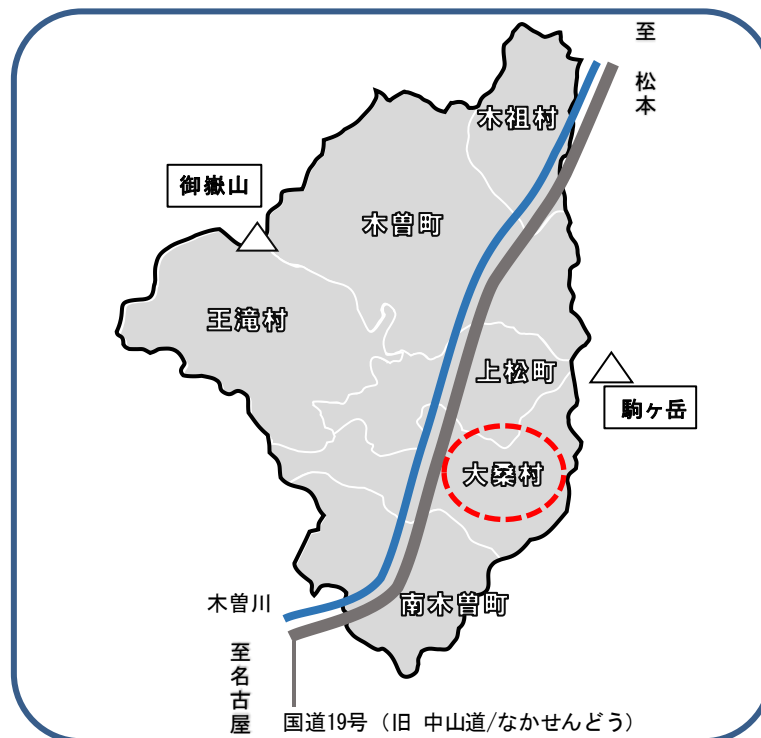 至 松本
木祖村
御嶽山
木曽町
王滝村
上松町
駒ヶ岳
大桑村
木曽川
南木曽町
至名古屋
国道19号（旧 中山道/なかせんどう）